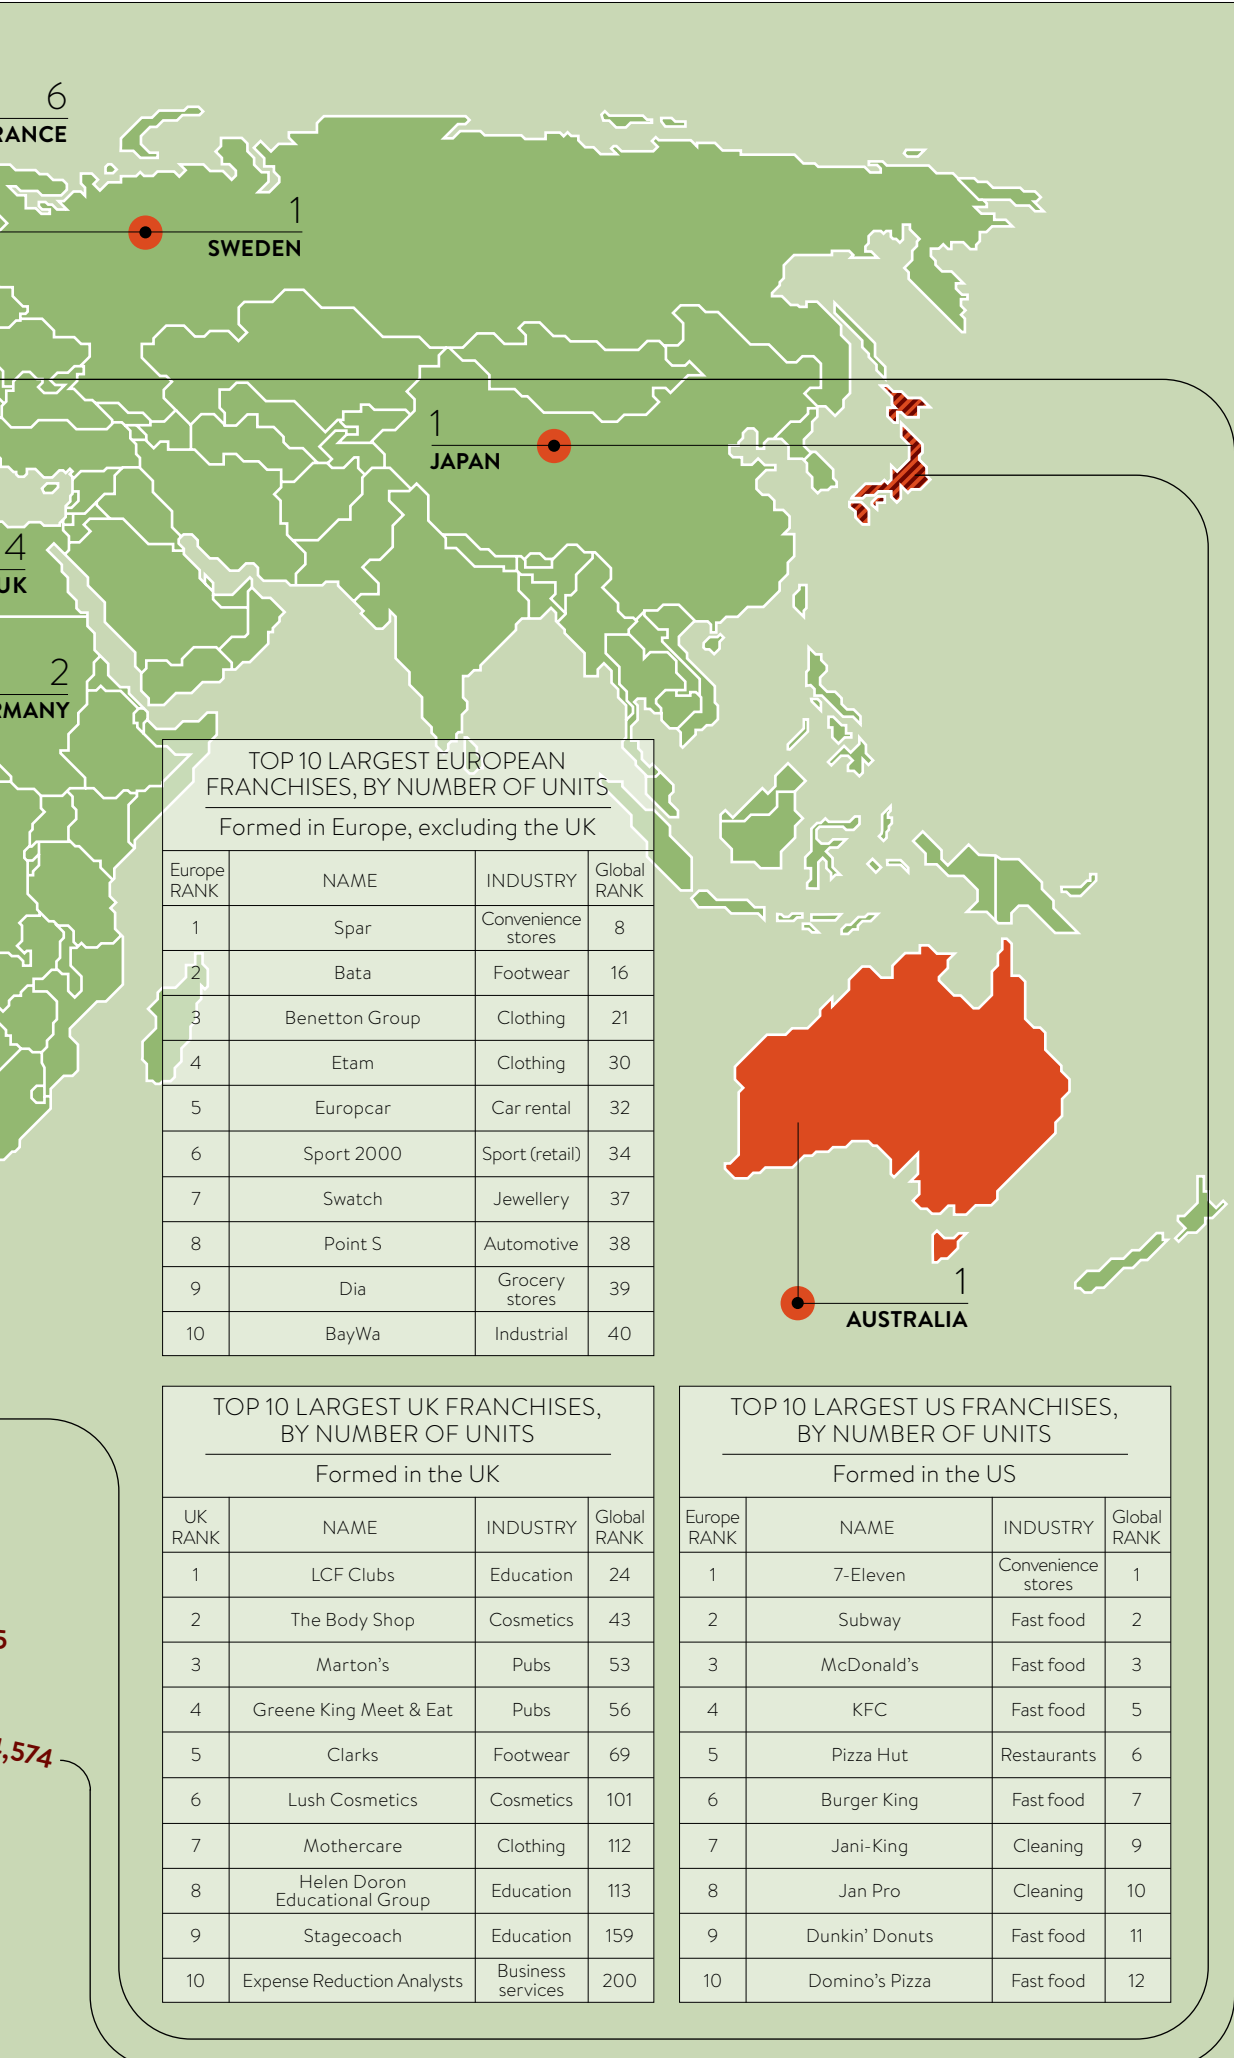 6
RANCE
1
SWEDEN
1
JAPAN
4
UK
2
RMANY
TOP 10 LARGEST EUROPEAN
FRANCHISES, BY NUMBER OF UNITS
Formed in Europe, excluding the UK
Europe RANK NAME INDUSTRY Global RANK
1 Spar Convenience stores 8
2 Bata Footwear 16
3 Benetton Group Clothing 21
4 Etam Clothing 30
5 Europcar Car rental 32
6 Sport 2000 Sport (retail) 34
7 Swatch Jewellery 37
8 Point S Automotive 38
9 Dia Grocery stores 39
10 BayWa Industrial 40
1
AUSTRALIA
TOP 10 LARGEST UK FRANCHISES,
BY NUMBER OF UNITS
Formed in the UK
UK RANK NAME INDUSTRY Global RANK
1 LCF Clubs Education 24
2 The Body Shop Cosmetics 43
3 Marton's Pubs 53
4 Greene King Meet & Eat Pubs 56
5 Clarks Footwear 69
6 Lush Cosmetics Cosmetics 101
7 Mothercare Clothing 112
8 Helen Doron Educational Group Education 113
9 Stagecoach Education 159
10 Expense Reduction Analysts Business services 200
TOP 10 LARGEST US FRANCHISES,
BY NUMBER OF UNITS
Formed in the US
Europe RANK NAME INDUSTRY Global RANK
1 7-Eleven Convenience stores 1
2 Subway Fast food 2
3 McDonald's Fast food 3
4 KFC Fast food 5
5 Pizza Hut Restaurants 6
6 Burger King Fast food 7
7 Jani-King Cleaning 9
8 Jan Pro Cleaning 10
9 Dunkin' Donuts Fast food 11
10 Domino's Pizza Fast food 12
5
,574